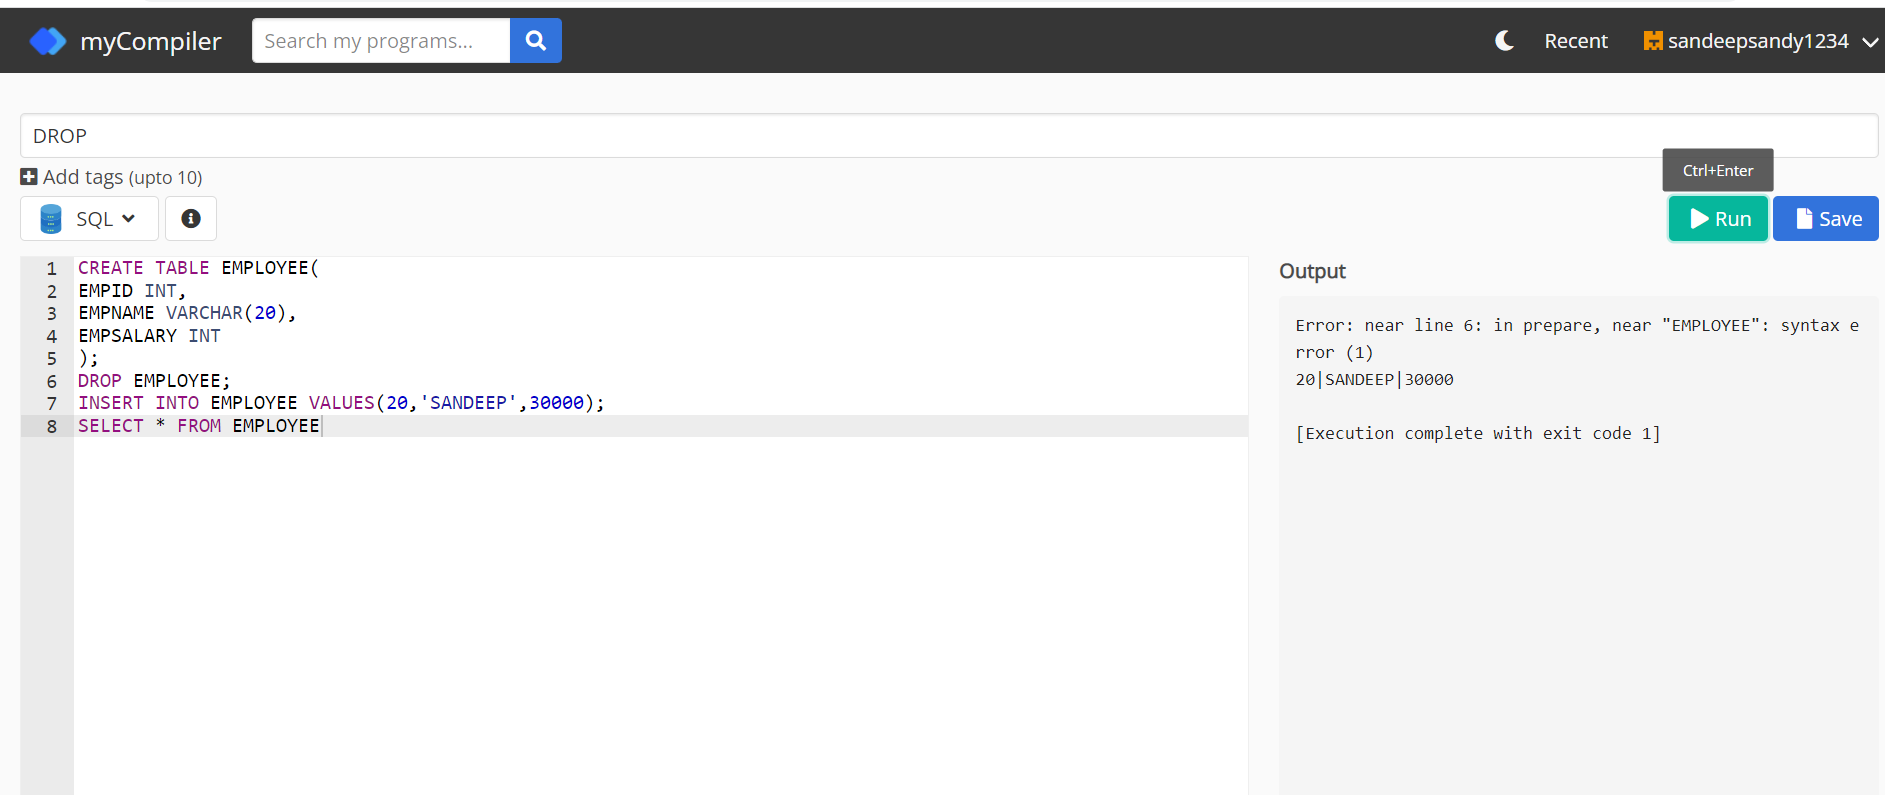 myCompiler
Search my programs...
Recent
sandeepsandy1234
DROP
Add tags (upto 10)
Ctrl+Enter
SQL
Run
Save
1 CREATE TABLE EMPLOYEE(
2 EMPID INT,
3 EMPNAME VARCHAR(20),
4 EMPSALARY INT
5 );
6 DROP EMPLOYEE;
7 INSERT INTO EMPLOYEE VALUES(20,'SANDEEP',30000);
8 SELECT * FROM EMPLOYEE
Output
Error: near line 6: in prepare, near "EMPLOYEE": syntax e
rror (1)
20|SANDEEP|30000
[Execution complete with exit code 1]